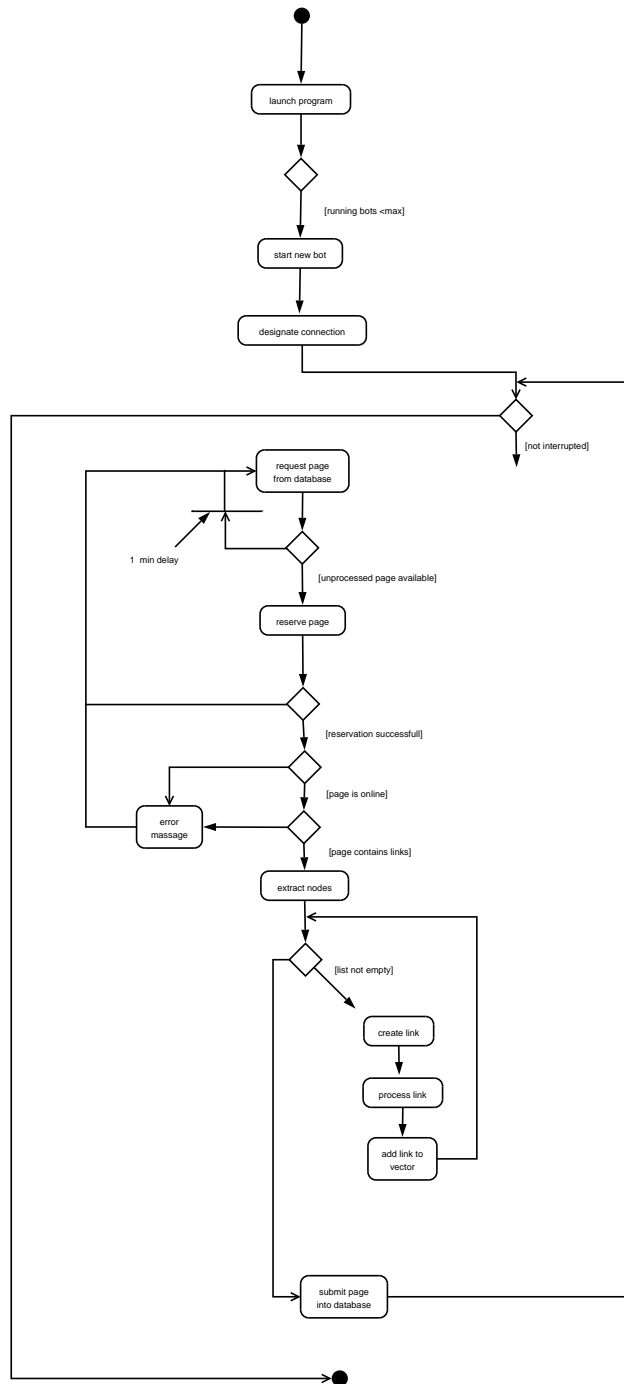 launch program
[running bots <max]
start new bot
designate connection
[not interrupted]
request page
from database
1 min delay
[unprocessed page available]
reserve page
[reservation successfull]
[page is online]
error
massage
[page contains links]
extract nodes
[list not empty]
create link
process link
add link to
vector
submit page
into database